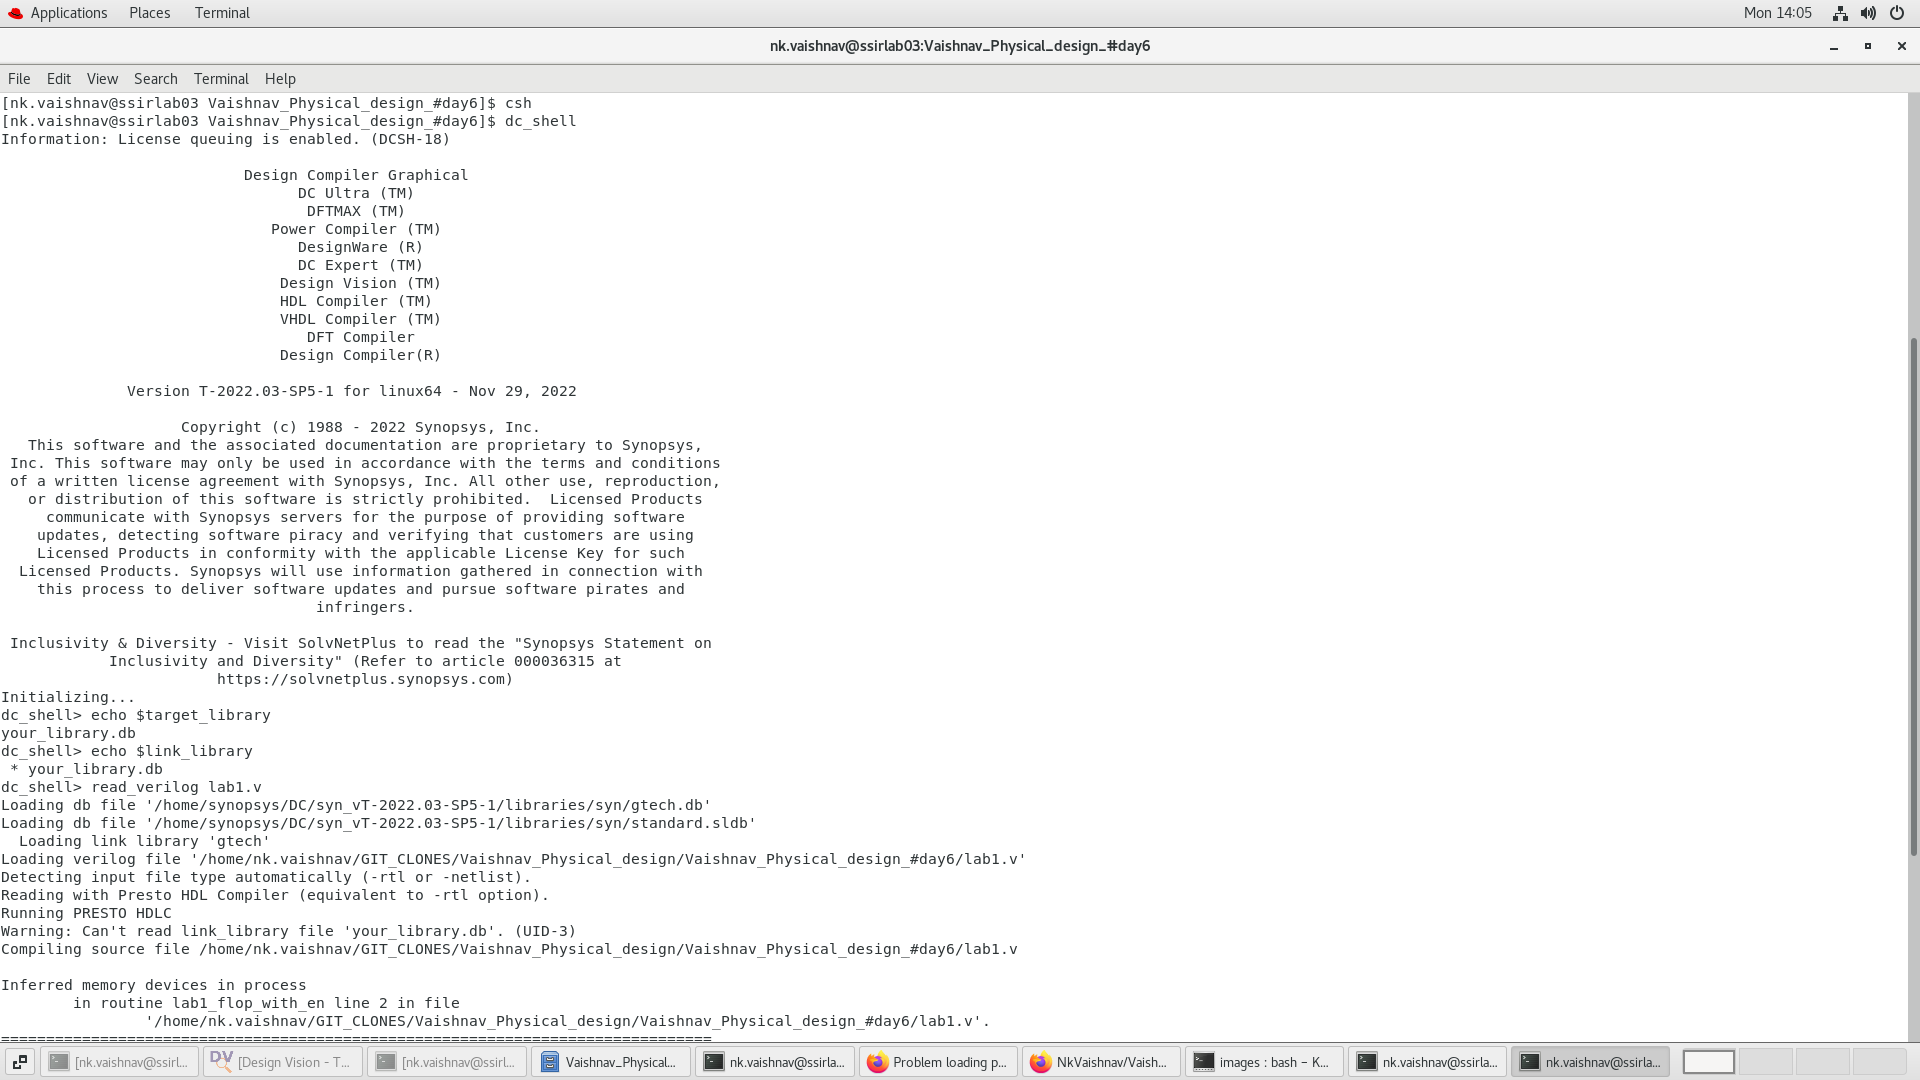 Applications Places Terminal Mon 14:05
nk.vaishnav@ssirlab03:Vaishnav_Physical_design_#day6
File Edit View Search Terminal Help
[nk.vaishnav@ssirlab03 Vaishnav_Physical_design_#day6]$ csh
[nk.vaishnav@ssirlab03 Vaishnav_Physical_design_#day6]$ dc_shell
Information: License queuing is enabled. (DCSH-18)
Design Compiler Graphical
DC Ultra (TM)
DFTMAX (TM)
Power Compiler (TM)
DesignWare (R)
DC Expert (TM)
Design Vision (TM)
HDL Compiler (TM)
VHDL Compiler (TM)
DFT Compiler
Design Compiler(R)
Version T-2022.03-SP5-1 for linux64 - Nov 29, 2022
Copyright (c) 1988 - 2022 Synopsys, Inc.
This software and the associated documentation are proprietary to Synopsys,
Inc. This software may only be used in accordance with the terms and conditions
of a written license agreement with Synopsys, Inc. All other use, reproduction,
or distribution of this software is strictly prohibited.  Licensed Products
communicate with Synopsys servers for the purpose of providing software
updates, detecting software piracy and verifying that customers are using
Licensed Products in conformity with the applicable License Key for such
Licensed Products. Synopsys will use information gathered in connection with
this process to deliver software updates and pursue software pirates and
infringers.
Inclusivity & Diversity - Visit SolvNetPlus to read the "Synopsys Statement on
Inclusivity and Diversity" (Refer to article 000036315 at
https://solvnetplus.synopsys.com)
Initializing...
dc_shell> echo $target_library
your_library.db
dc_shell> echo $link_library
* your_library.db
dc_shell> read_verilog lab1.v
Loading db file '/home/synopsys/DC/syn_vT-2022.03-SP5-1/libraries/syn/gtech.db'
Loading db file '/home/synopsys/DC/syn_vT-2022.03-SP5-1/libraries/syn/standard.sldb'
Loading link library 'gtech'
Loading verilog file '/home/nk.vaishnav/GIT_CLONES/Vaishnav_Physical_design/Vaishnav_Physical_design_#day6/lab1.v'
Detecting input file type automatically (-rtl or -netlist).
Reading with Presto HDL Compiler (equivalent to -rtl option).
Running PRESTO HDLC
Warning: Can't read link_library file 'your_library.db'. (UID-3)
Compiling source file /home/nk.vaishnav/GIT_CLONES/Vaishnav_Physical_design/Vaishnav_Physical_design_#day6/lab1.v
Inferred memory devices in process
in routine lab1_flop_with_en line 2 in file
'/home/nk.vaishnav/GIT_CLONES/Vaishnav_Physical_design/Vaishnav_Physical_design_#day6/lab1.v'.
===============================================================================
[nk.vaishnav@ssirl... [Design Vision - T... [nk.vaishnav@ssirl... Vaishnav_Physical... nk.vaishnav@ssirla... Problem loading p... NkVaishnav/Vaish... images : bash – K... nk.vaishnav@ssirla... nk.vaishnav@ssirla...